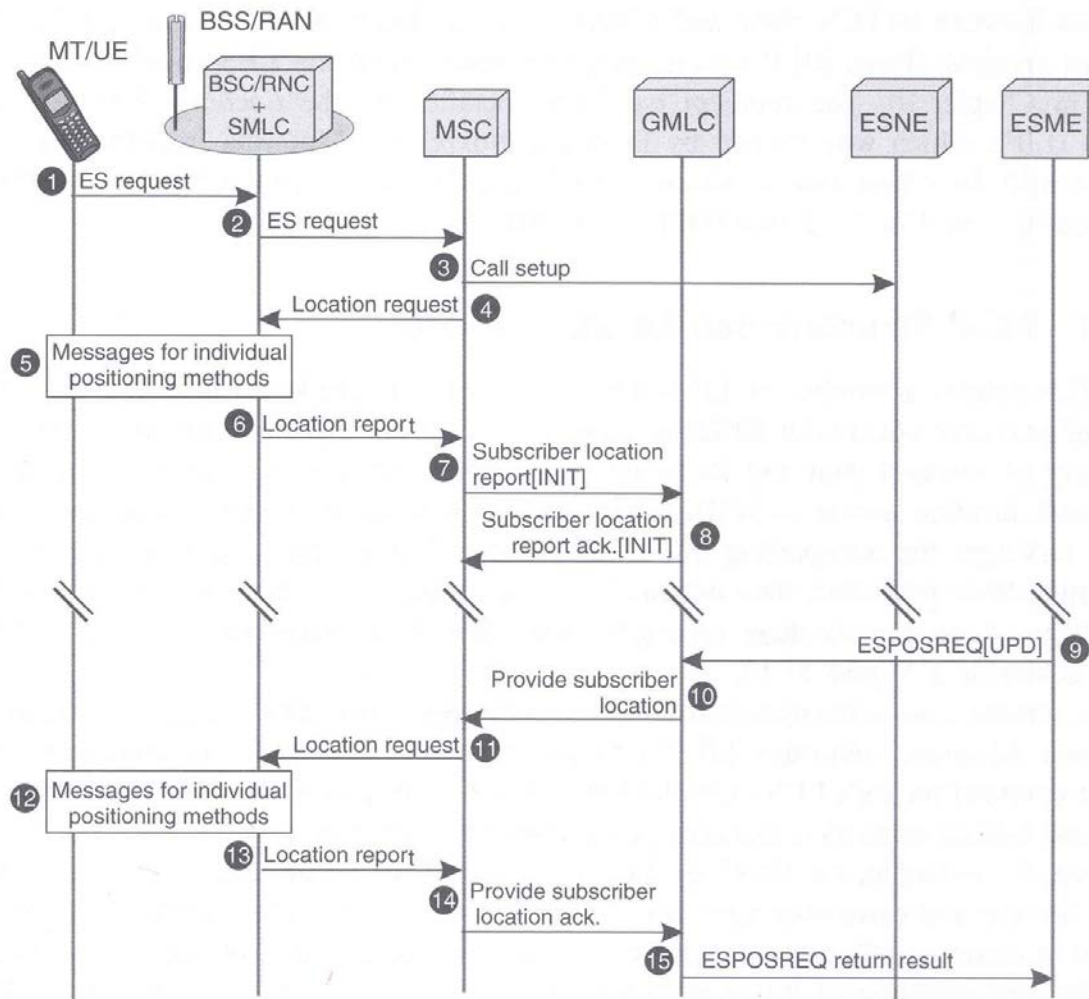 BSS/RAN
MT/UE
BSC/RNC
+
SMLC
MSC
GMLC
ESNE
ESME
1 ES request
2 ES request
3 Call setup
Location request 4
5 Messages for individual
positioning methods
6 Location report
7 Subscriber location
report[INIT]
Subscriber location
report ack.[INIT] 8
ESPOSREQ[UPD] 9
Provide subscriber
location 10
Location request 11
12 Messages for individual
positioning methods
13 Location report
14 Provide subscriber
location ack.
15 ESPOSREQ return result